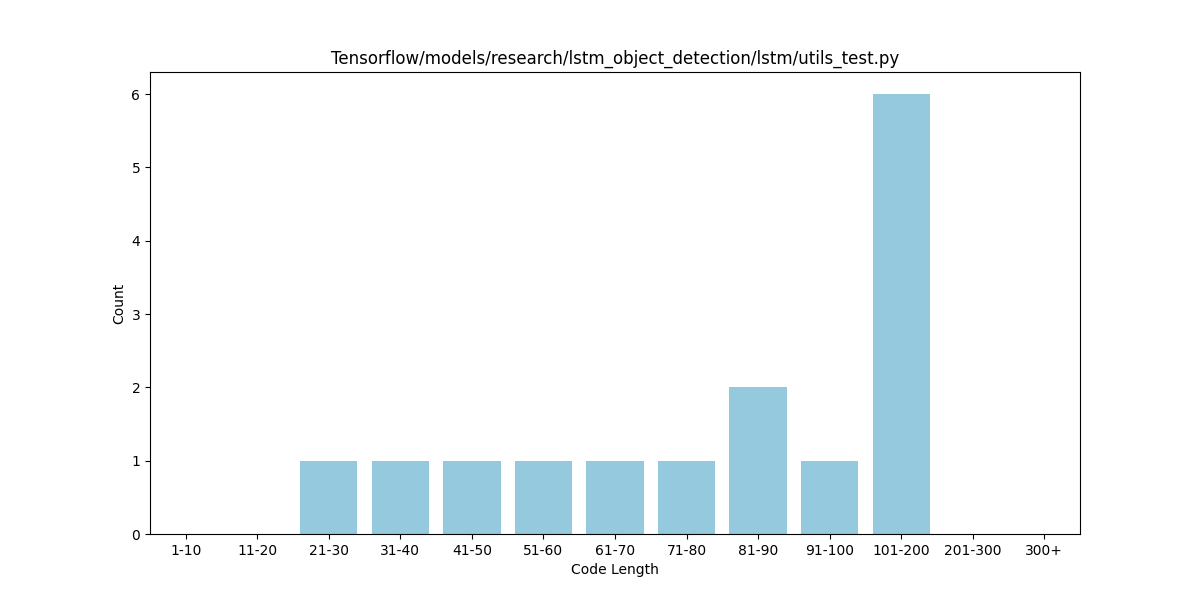 Tensorflow/models/research/lstm_object_detection/lstm/utils_test.py
6
5
4
3
2
1
0
Count
1-10 11-20 21-30 31-40 41-50 51-60 61-70 71-80 81-90 91-100 101-200 201-300 300+
Code Length